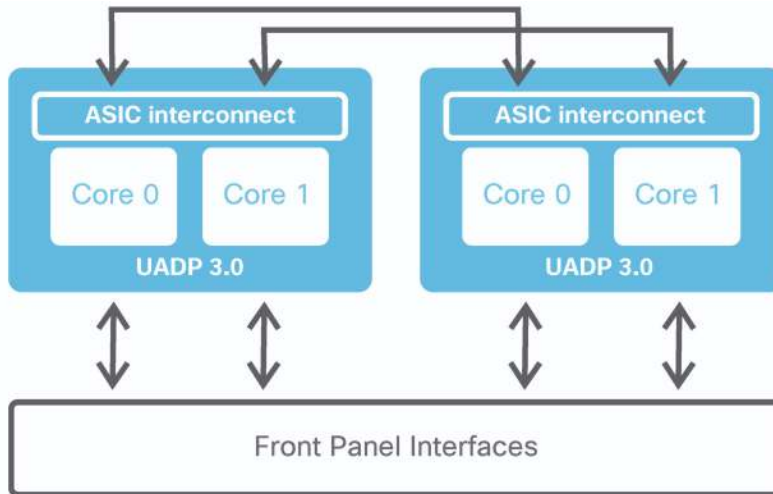 ASIC interconnect
Core 0
Core 1
UADP 3.0
ASIC interconnect
Core 0
Core 1
UADP 3.0
Front Panel Interfaces